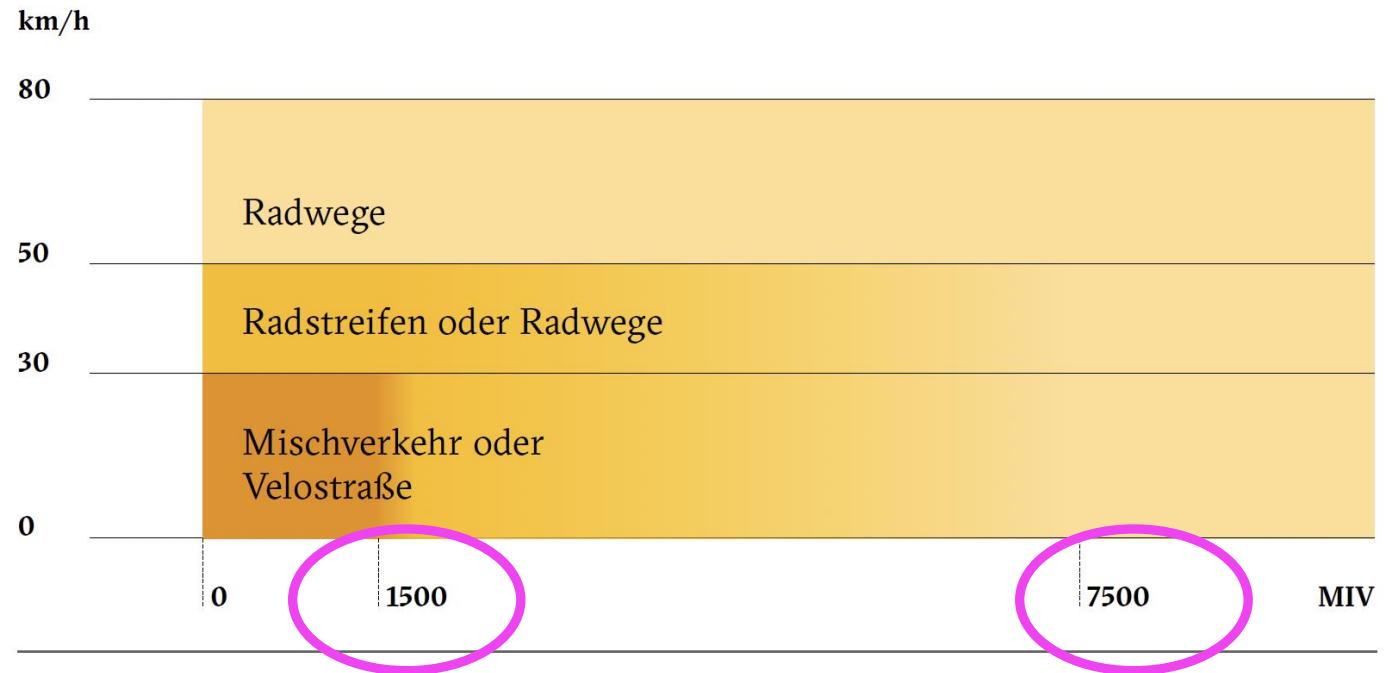 km/h
80
Radwege
50
Radstreifen oder Radwege
30
Mischverkehr oder
Velostraße
0
0 1500 7500 MIV